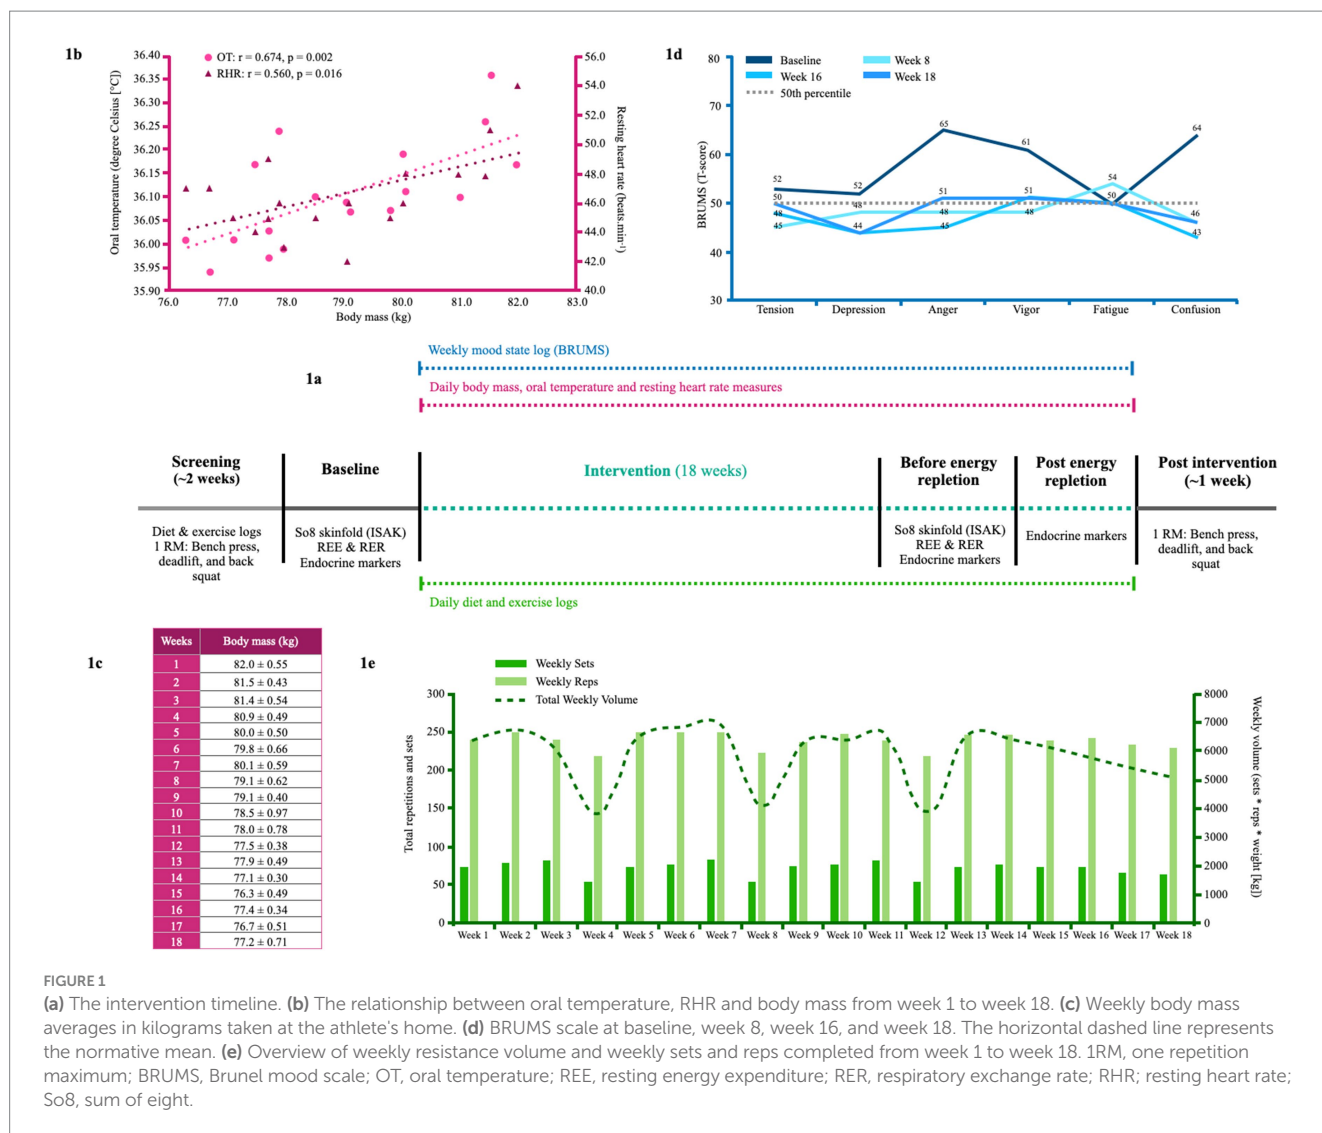 1b
OT: r = 0.674, p = 0.002
RHR: r = 0.560, p = 0.016
Oral temperature (degree Celsius [°C])
36.40
36.35
36.30
36.25
36.15
36.10
36.05
36.00
35.95
35.90
56.0
54.0
52.0
50.0
48.0
46.0
44.0
42.0
40.0
Resting heart rate (beats.min⁻¹)
76.0 77.0 78.0 79.0 80.0 81.0 82.0 83.0
Body mass (kg)
1d
Baseline
Week 8
Week 16
Week 18
50th percentile
BRUMS (T-score)
80
70
60
50
40
30
52
50
48
45
52
44
65
51
48
45
61
51
48
54
50
64
46
43
Tension Depression Anger Vigor Fatigue Confusion
1a
Weekly mood state log (BRUMS)
Daily body mass, oral temperature and resting heart rate measures
Screening
(~2 weeks)
Baseline
Intervention (18 weeks)
Before energy
repletion
Post energy
repletion
Post intervention
(~1 week)
Diet & exercise logs
1 RM: Bench press,
deadlift, and back
squat
So8 skinfold (ISAK)
REE & RER
Endocrine markers
So8 skinfold (ISAK)
REE & RER
Endocrine markers
Endocrine markers
1 RM: Bench press,
deadlift, and back
squat
Daily diet and exercise logs
1c
Weeks Body mass (kg)
1 82.0 ± 0.55
2 81.5 ± 0.43
3 81.4 ± 0.54
4 80.9 ± 0.49
5 80.0 ± 0.50
6 79.8 ± 0.66
7 80.1 ± 0.59
8 79.1 ± 0.62
9 79.1 ± 0.40
10 78.5 ± 0.97
11 78.0 ± 0.78
12 77.5 ± 0.38
13 77.9 ± 0.49
14 77.1 ± 0.30
15 76.3 ± 0.49
16 77.4 ± 0.34
17 76.7 ± 0.51
18 77.2 ± 0.71
1e
Weekly Sets
Weekly Reps
Total Weekly Volume
Total repetitions and sets
300
250
200
150
100
50
0
8000
7000
6000
5000
4000
3000
2000
1000
0
Weekly volume (sets * reps * weight [kg])
Week 1 Week 2 Week 3 Week 4 Week 5 Week 6 Week 7 Week 8 Week 9 Week 10 Week 11 Week 12 Week 13 Week 14 Week 15 Week 16 Week 17 Week 18
FIGURE 1
(a) The intervention timeline. (b) The relationship between oral temperature, RHR and body mass from week 1 to week 18. (c) Weekly body mass
averages in kilograms taken at the athlete's home. (d) BRUMS scale at baseline, week 8, week 16, and week 18. The horizontal dashed line represents
the normative mean. (e) Overview of weekly resistance volume and weekly sets and reps completed from week 1 to week 18. 1RM, one repetition
maximum; BRUMS, Brunel mood scale; OT, oral temperature; REE, resting energy expenditure; RER, respiratory exchange rate; RHR; resting heart rate;
So8, sum of eight.